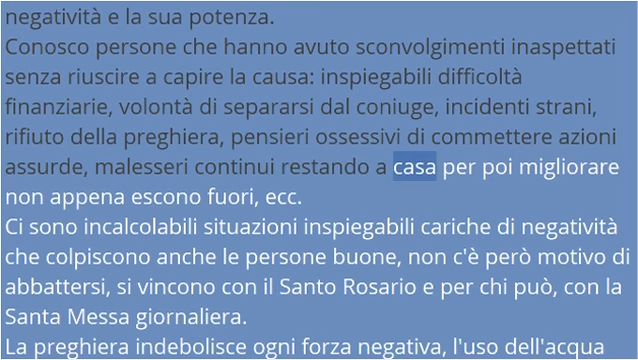 negatività e la sua potenza.
Conosco persone che hanno avuto sconvolgimenti inaspettati
senza riuscire a capire la causa: inspiegabili difficoltà
finanziarie, volontà di separarsi dal coniuge, incidenti strani,
rifiuto della preghiera, pensieri ossessivi di commettere azioni
assurde, malesseri continui restando a casa per poi migliorare
non appena escono fuori, ecc.
Ci sono incalcolabili situazioni inspiegabili cariche di negatività
che colpiscono anche le persone buone, non c'è però motivo di
abbattersi, si vincono con il Santo Rosario e per chi può, con la
Santa Messa giornaliera.
La preghiera indebolisce ogni forza negativa, l'uso dell'acqua